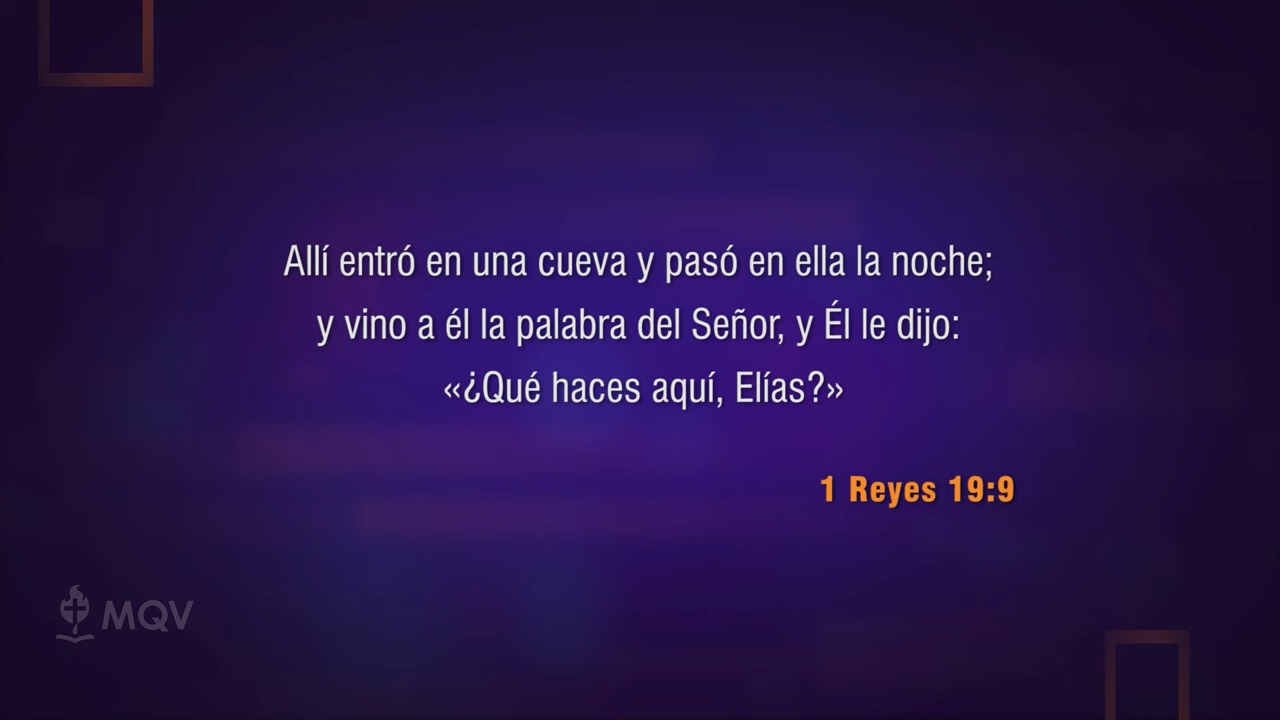 Allí entró en una cueva y pasó en ella la noche;
y vino a él la palabra del Señor, y Él le dijo:
«¿Qué haces aquí, Elías?»
1 Reyes 19:9
MQV